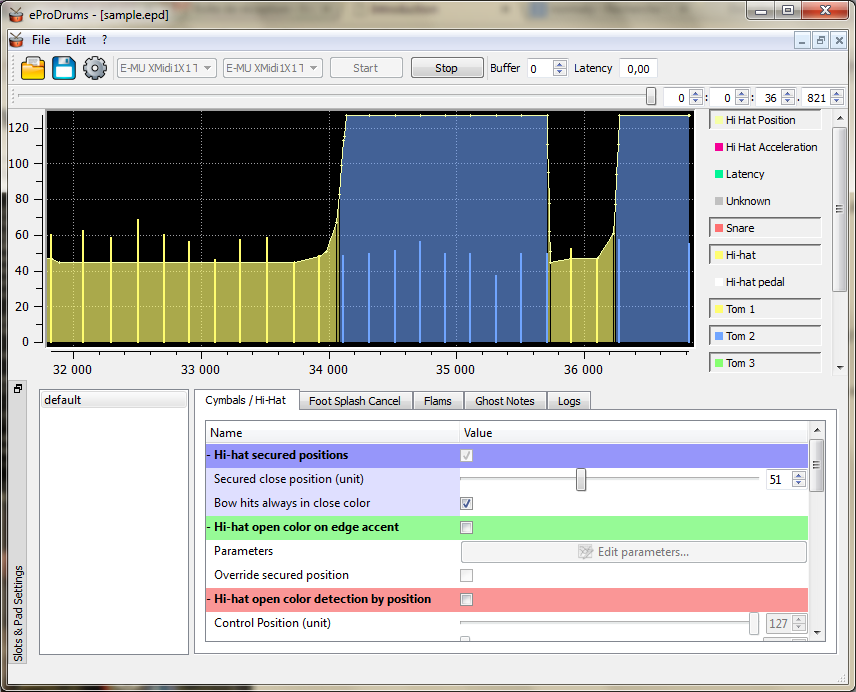 eProDrums - [sample.epd]
File Edit ?
E-MU XMidi1X1 E-MU XMidi1X1 Start Stop Buffer 0 Latency 0,00
0 : 0 : 36 . 821
120
100
80
60
40
20
0
32 000 33 000 34 000 35 000 36 000
Hi Hat Position
Hi Hat Acceleration
Latency
Unknown
Snare
Hi-hat
Hi-hat pedal
Tom 1
Tom 2
Tom 3
Slots & Pad Settings
default
Cymbals / Hi-Hat Foot Splash Cancel Flams Ghost Notes Logs
Name Value
- Hi-hat secured positions
Secured close position (unit) 51
Bow hits always in close color
- Hi-hat open color on edge accent
Parameters Edit parameters...
Override secured position
- Hi-hat open color detection by position
Control Position (unit) 127